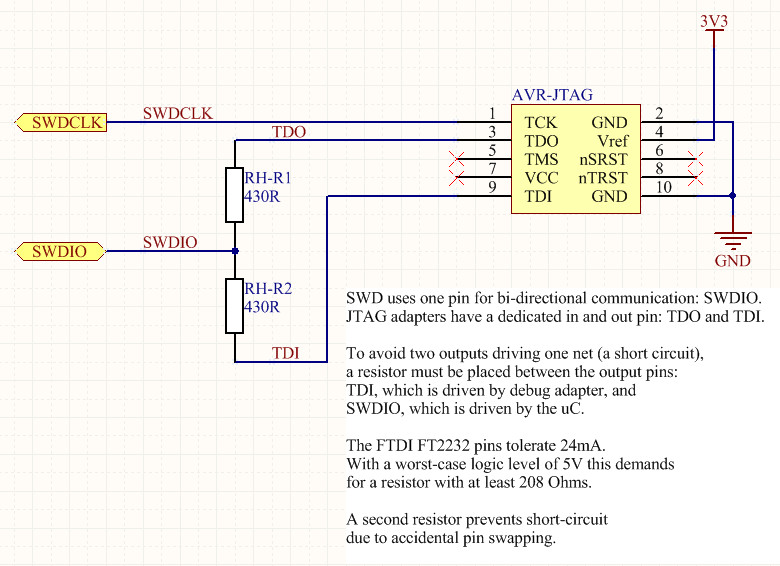 3V3
AVR-JTAG
SWDCLK
SWDCLK
1
TCK
GND
2
TDO
3
TDO
Vref
4
5
TMS
nSRST
6
7
VCC
nTRST
8
9
TDI
GND
10
RH-R1
430R
SWDIO
SWDIO
GND
RH-R2
430R
TDI
SWD uses one pin for bi-directional communication: SWDIO.
JTAG adapters have a dedicated in and out pin: TDO and TDI.
To avoid two outputs driving one net (a short circuit),
a resistor must be placed between the output pins:
TDI, which is driven by debug adapter, and
SWDIO, which is driven by the uC.
The FTDI FT2232 pins tolerate 24mA.
With a worst-case logic level of 5V this demands
for a resistor with at least 208 Ohms.
A second resistor prevents short-circuit
due to accidental pin swapping.